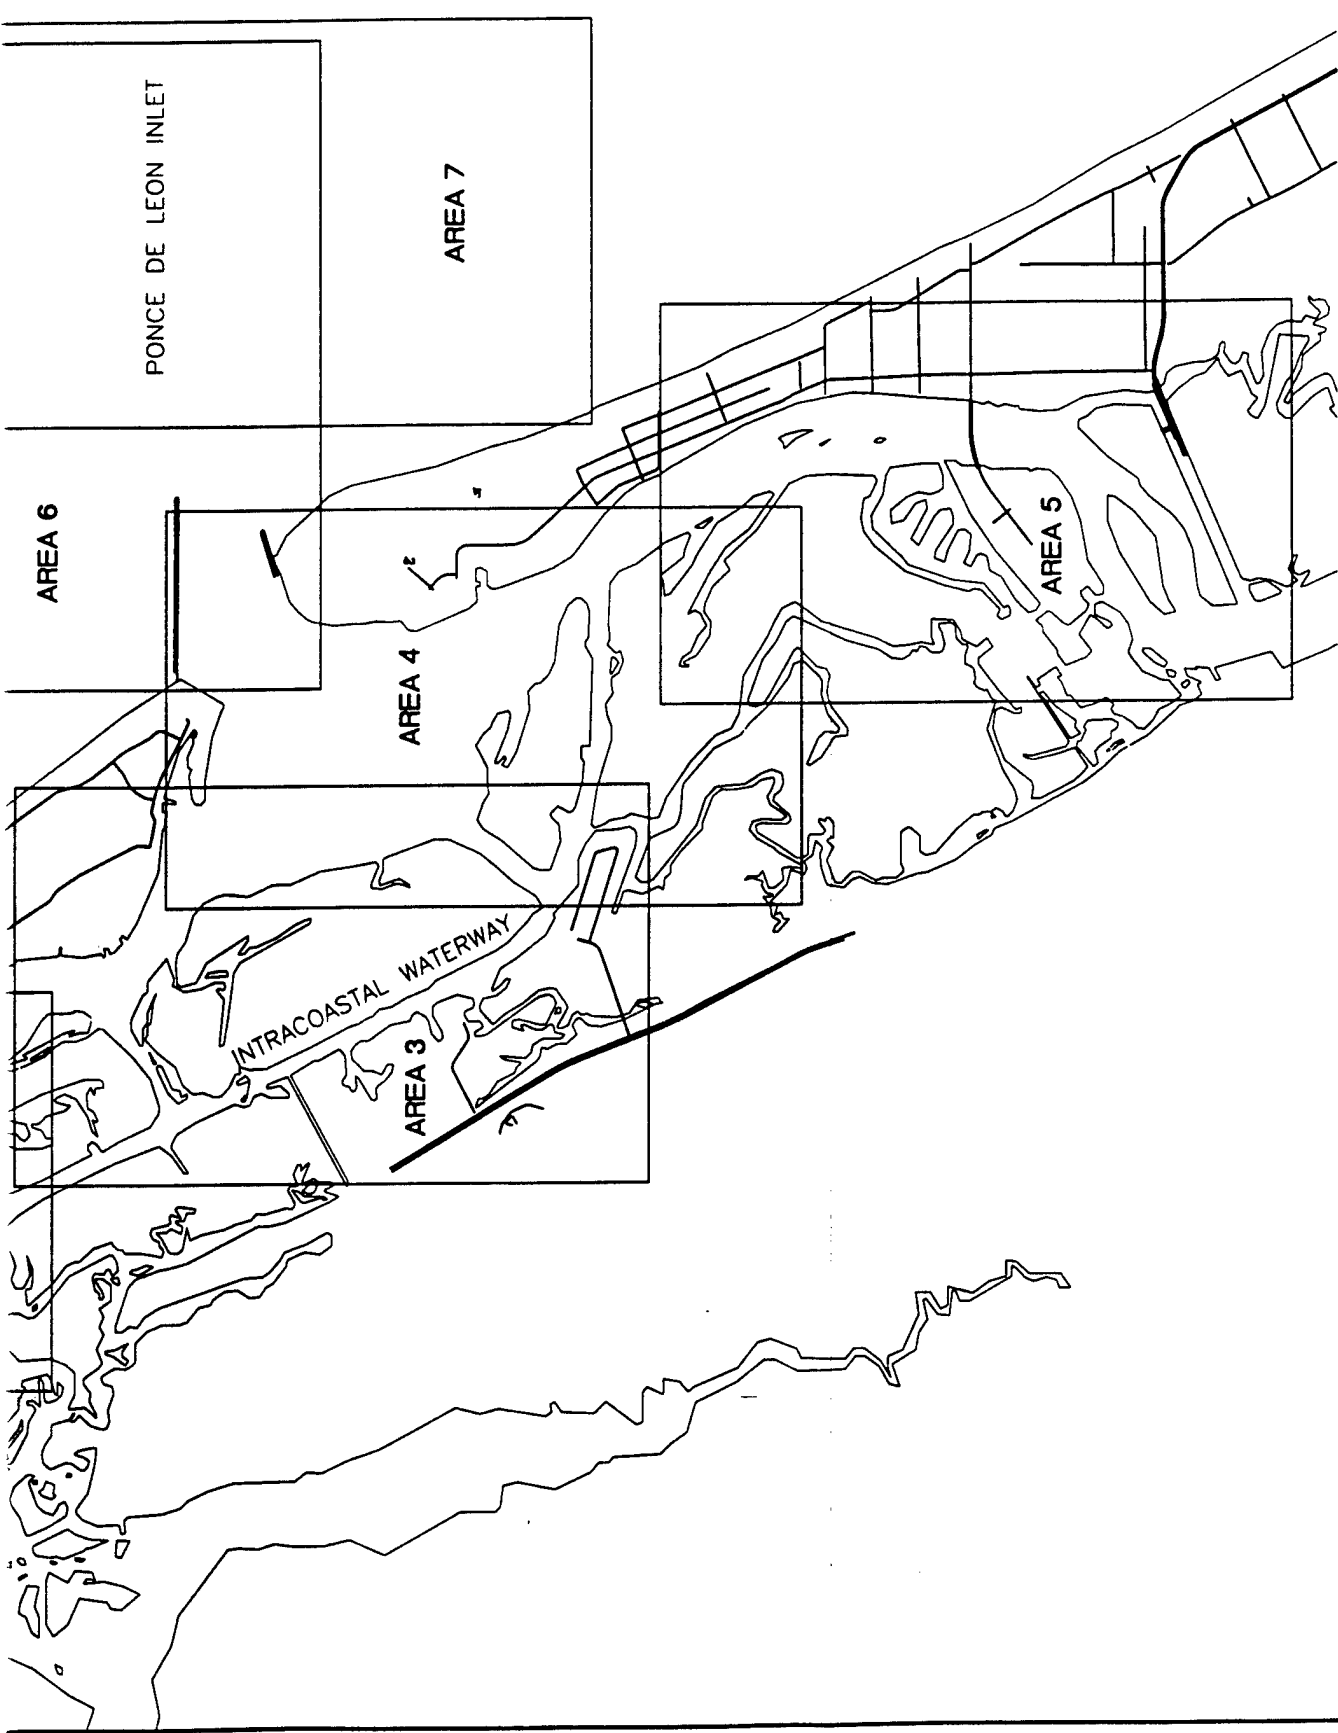 PONCE DE LEON INLET
AREA 7
AREA 6
AREA 4
AREA 5
INTRACOASTAL WATERWAY
AREA 3